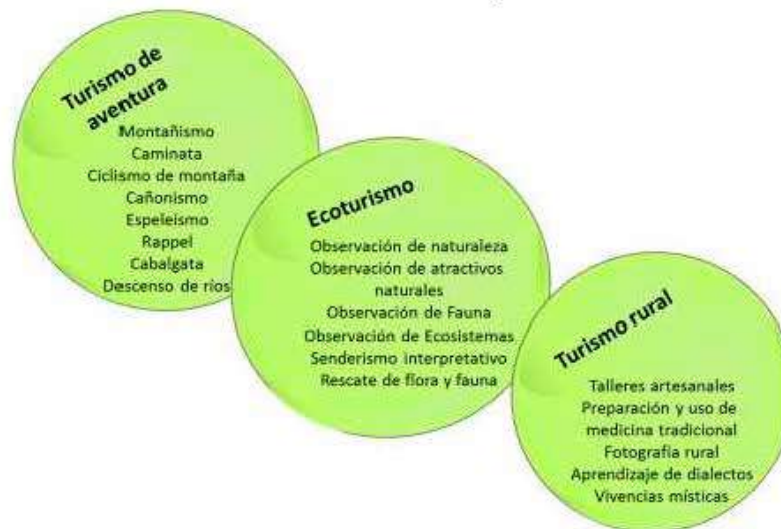 Turismo de
aventura
Montañismo
Caminata
Ciclismo de montaña
Cañonismo
Espeleismo
Rappel
Cabalgata
Descenso de ríos
Ecoturismo
Observación de naturaleza
Observación de atractivos
naturales
Observación de Fauna
Observación de Ecosistemas
Senderismo interpretativo
Rescate de flora y fauna
Turismo rural
Talleres artesanales
Preparación y uso de
medicina tradicional
Fotografía rural
Aprendizaje de dialectos
Vivencias místicas